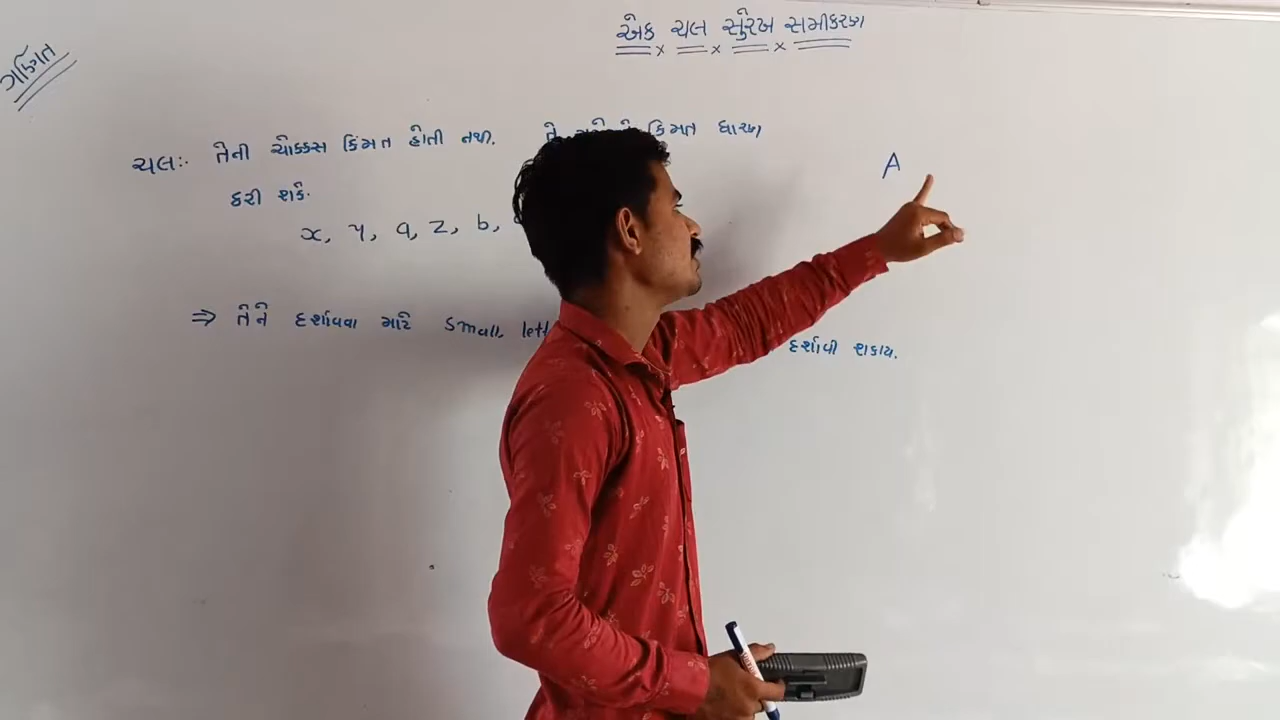 ગણિત
એક ચલ સુરેખ સમીકરણ
ચલ:- તેની ચોક્કસ કિંમત હોતી નથી. તે કિંમત ધારણ
A
કરી શકે.
x, y, a, z, b,
⇒ તેને દર્શાવવા માટે small દર્શાવી શકાય.